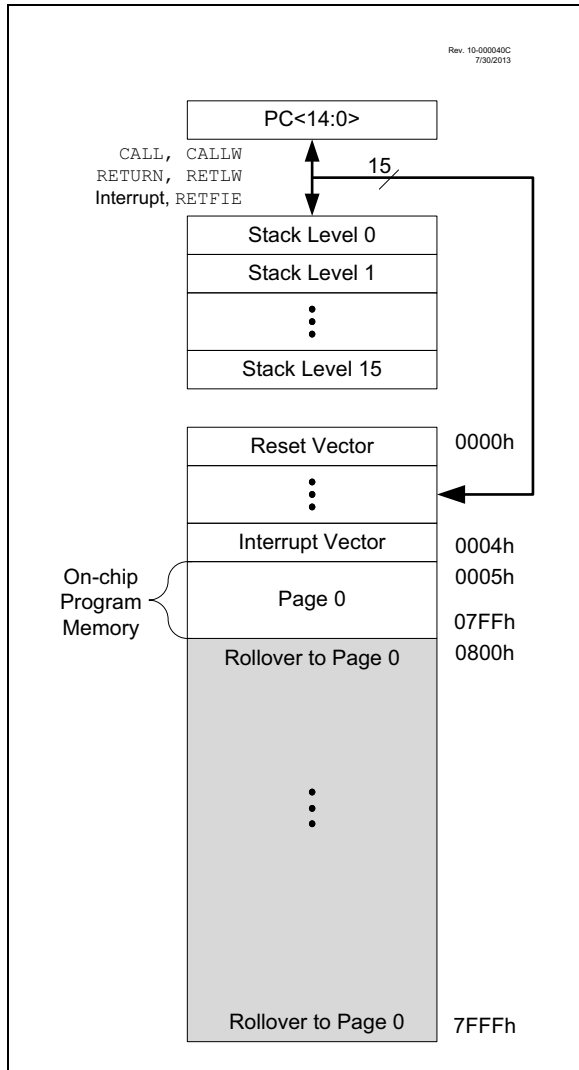 Rev. 10-000040C
7/30/2013
PC<14:0>
CALL, CALLW
RETURN, RETLW
Interrupt, RETFIE
15
Stack Level 0
Stack Level 1
Stack Level 15
Reset Vector
0000h
Interrupt Vector
0004h
On-chip
Program
Memory
Page 0
0005h
07FFh
Rollover to Page 0
0800h
Rollover to Page 0
7FFFh